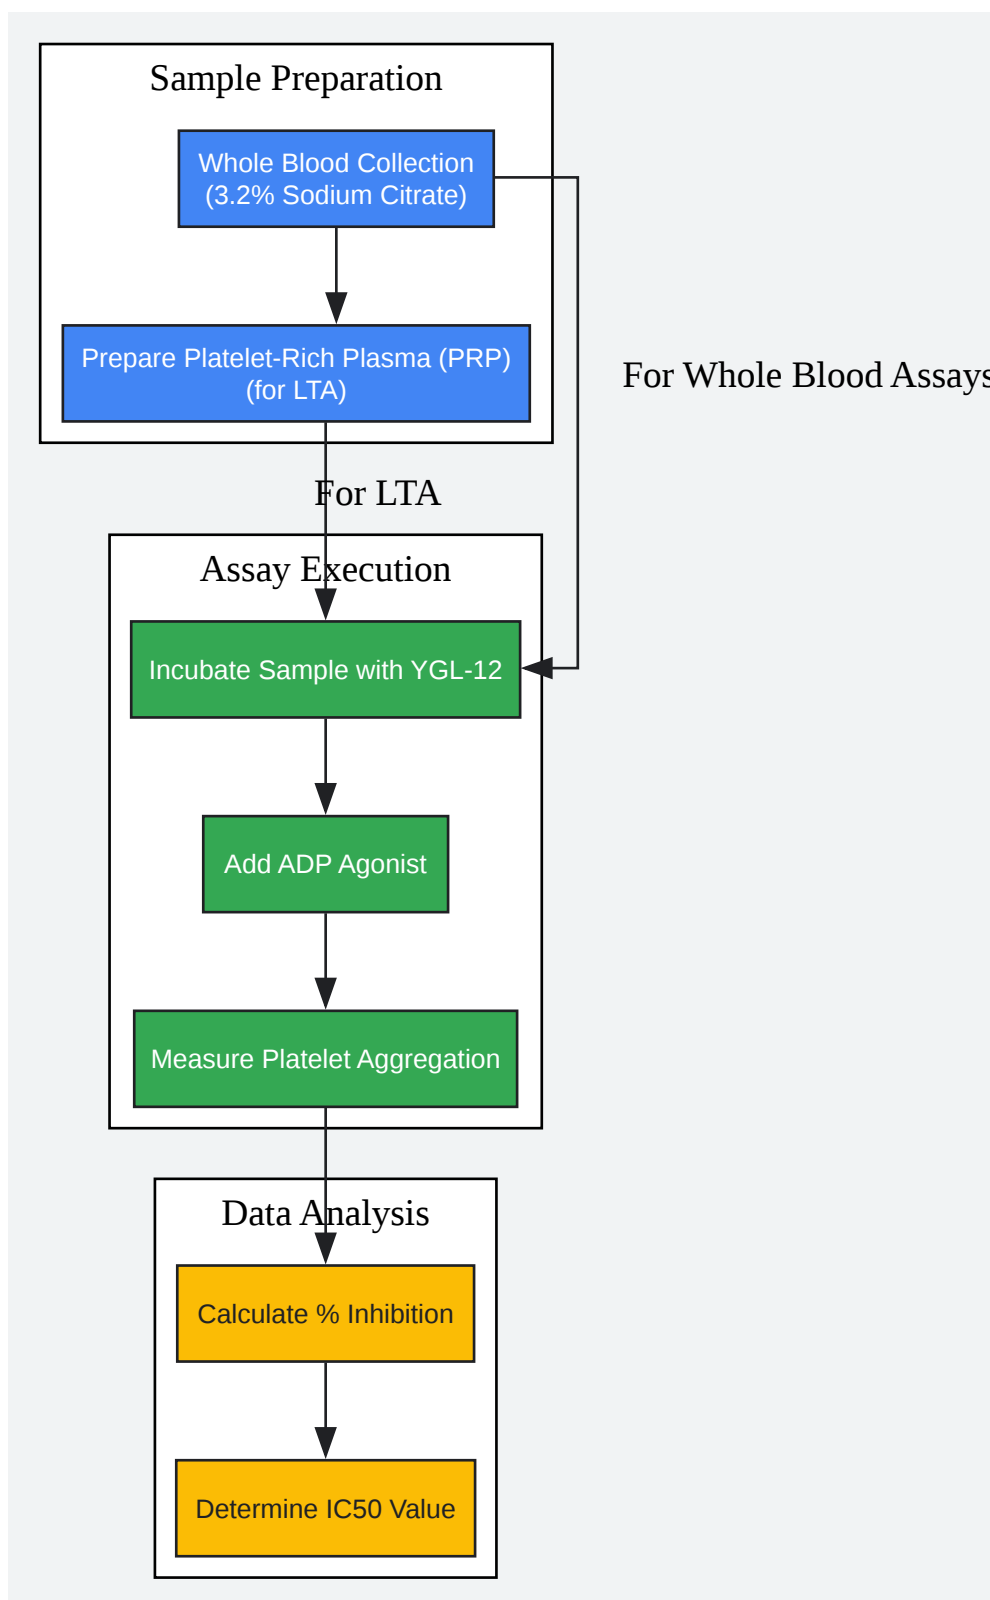 Sample Preparation
Whole Blood Collection
(3.2% Sodium Citrate)
Prepare Platelet-Rich Plasma (PRP)
(for LTA)
For Whole Blood Assays
For LTA
Assay Execution
Incubate Sample with YGL-12
Add ADP Agonist
Measure Platelet Aggregation
Data Analysis
Calculate % Inhibition
Determine IC50 Value